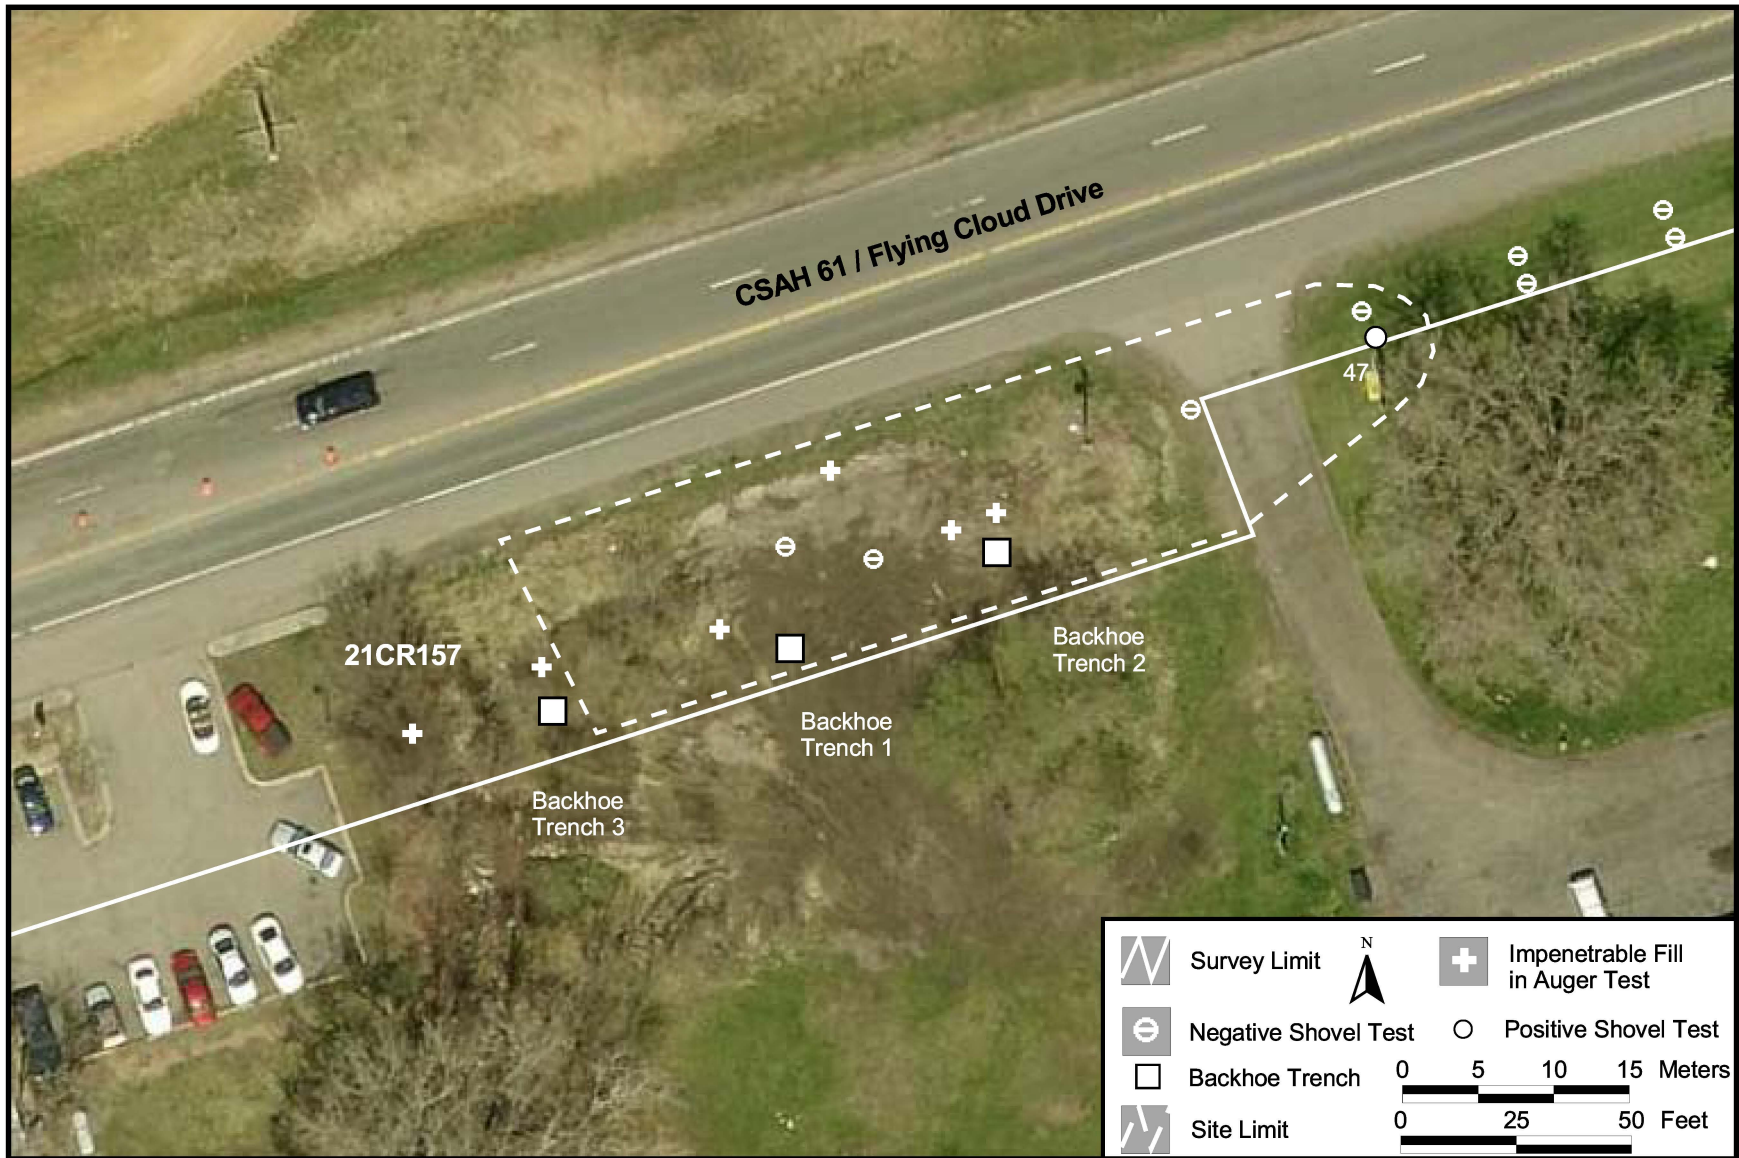 CSAH 61 / Flying Cloud Drive
47
21CR157
Backhoe
Trench 2
Backhoe
Trench 1
Backhoe
Trench 3
Survey Limit
N
Impenetrable Fill
in Auger Test
Negative Shovel Test
Positive Shovel Test
Backhoe Trench
0 5 10 15 Meters
Site Limit
0 25 50 Feet